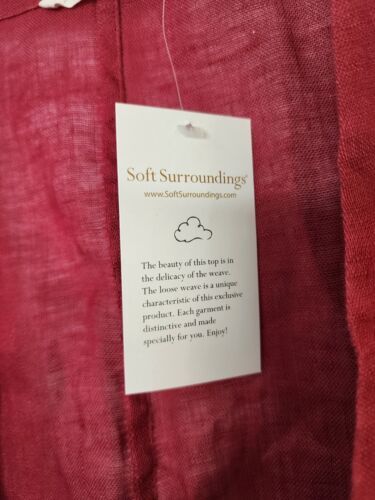 Soft Surroundings®
www.SoftSurroundings.com
The beauty of this top is in
the delicacy of the weave.
The loose weave is a unique
characteristic of this exclusive
product. Each garment is
distinctive and made
specially for you. Enjoy!